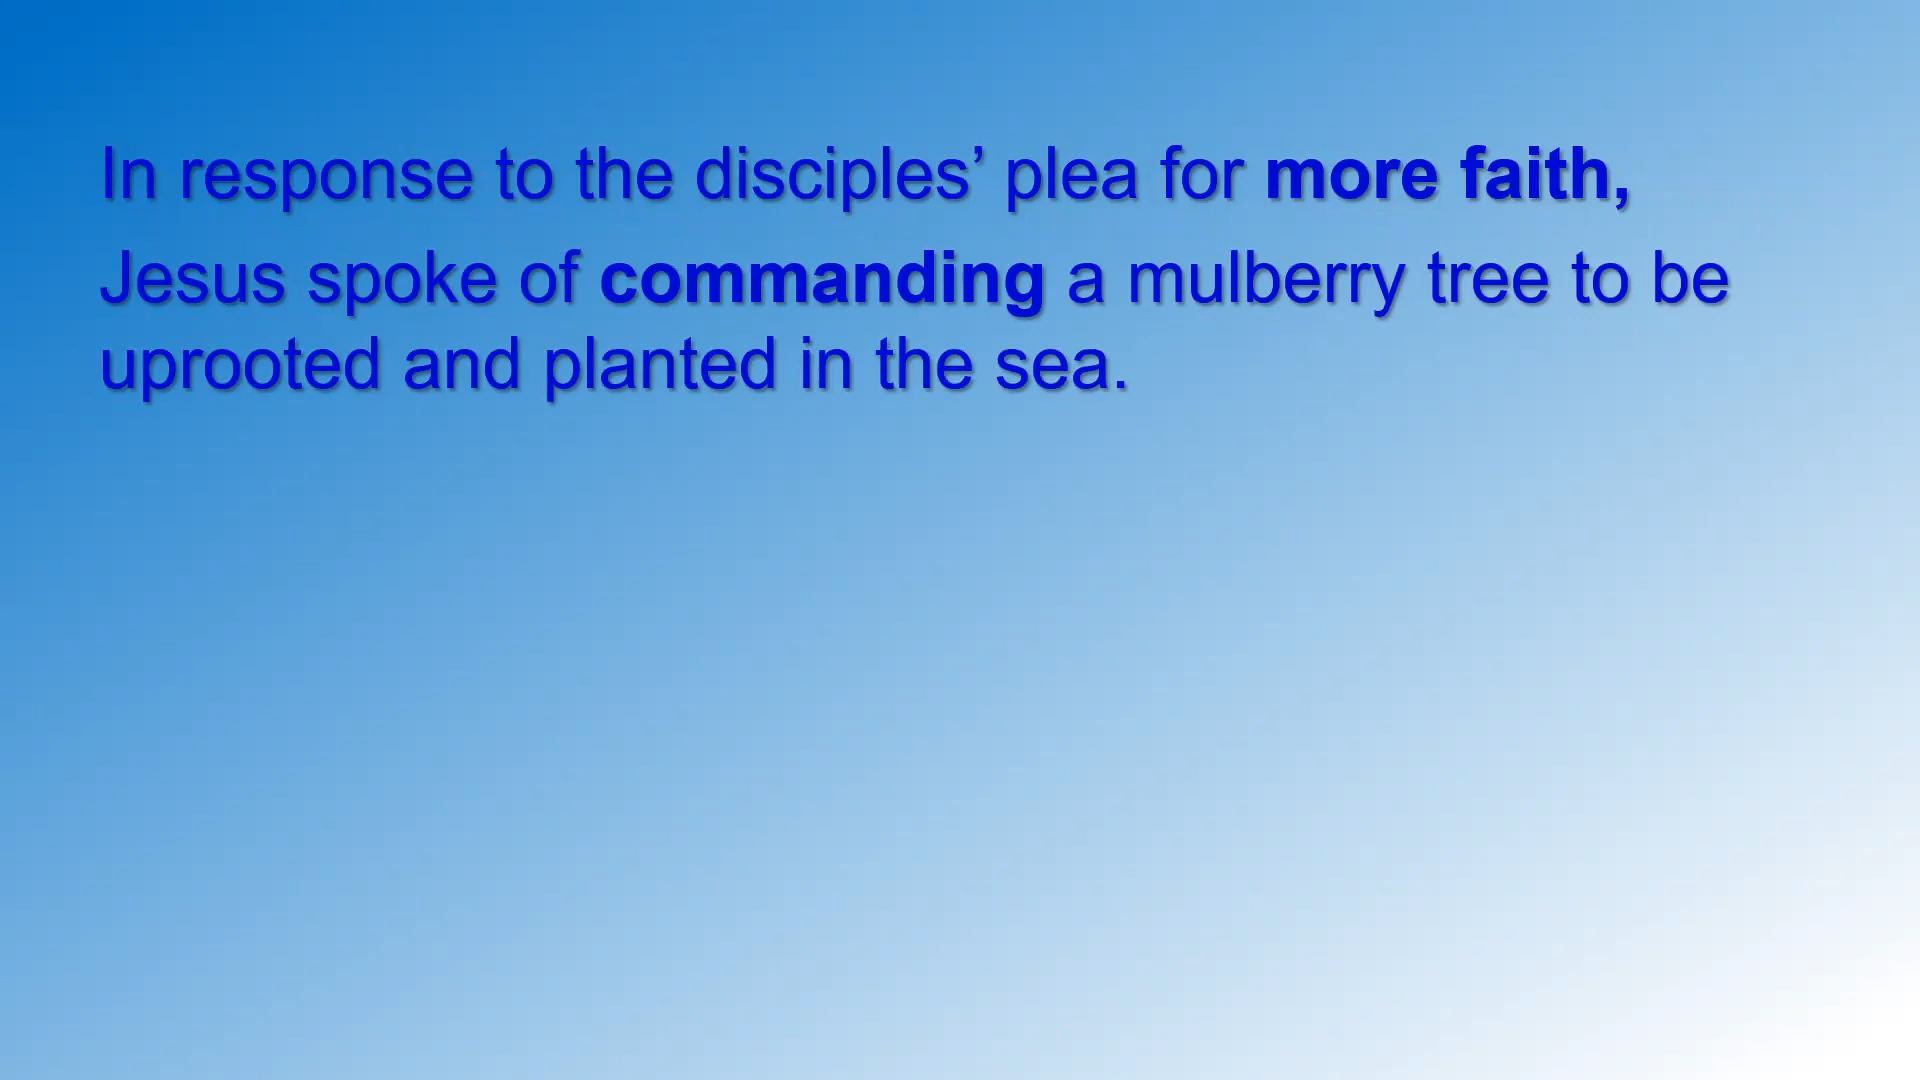 In response to the disciples’ plea for more faith,
Jesus spoke of commanding a mulberry tree to be
uprooted and planted in the sea.